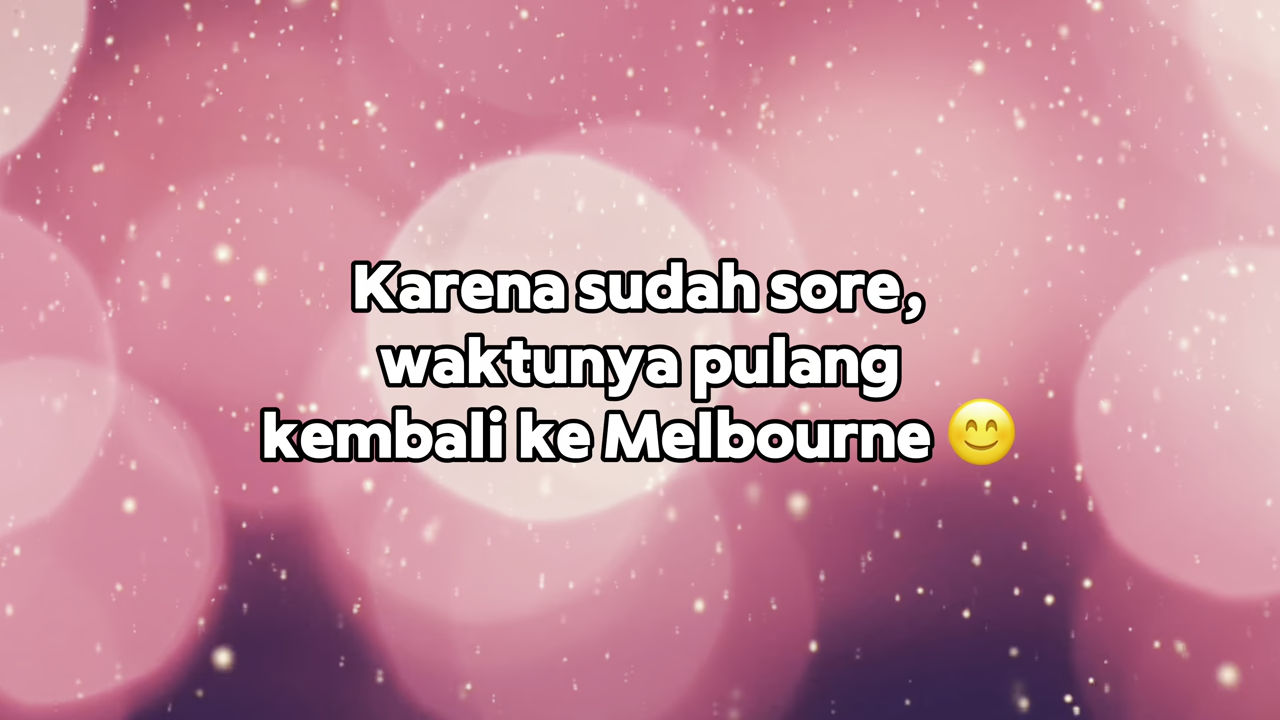 Karena sudah sore,
waktunya pulang
kembali ke Melbourne 😊